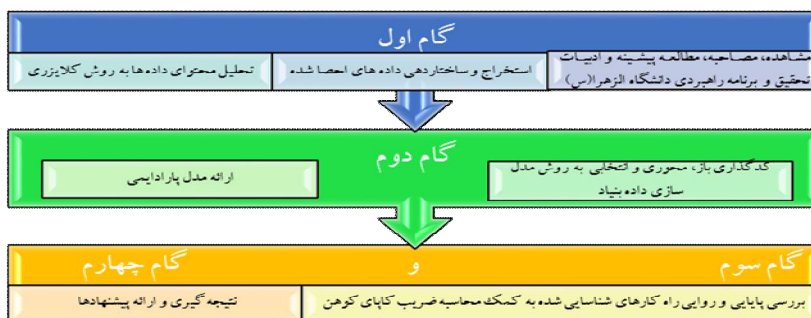 گام اول
مشاهده، مصاحبه، مطالعه پیشینه و ادبیات
تحقیق و برنامه راهبردی دانشگاه الزهرا(س)
استخراج و ساختاردهی داده های احصا شده
تحلیل محتوای داده‌ها به روش کلایزری
گام دوم
کدگذاری باز، محوری و انتخابی به روش مدل
سازی داده بنیاد
ارائه مدل پارادایمی
گام سوم و گام چهارم
بررسی پایایی و روایی راه کارهای شناسایی شده به کمک محاسبه ضریب کاپای کوهن
نتیجه گیری و ارائه پیشنهادها